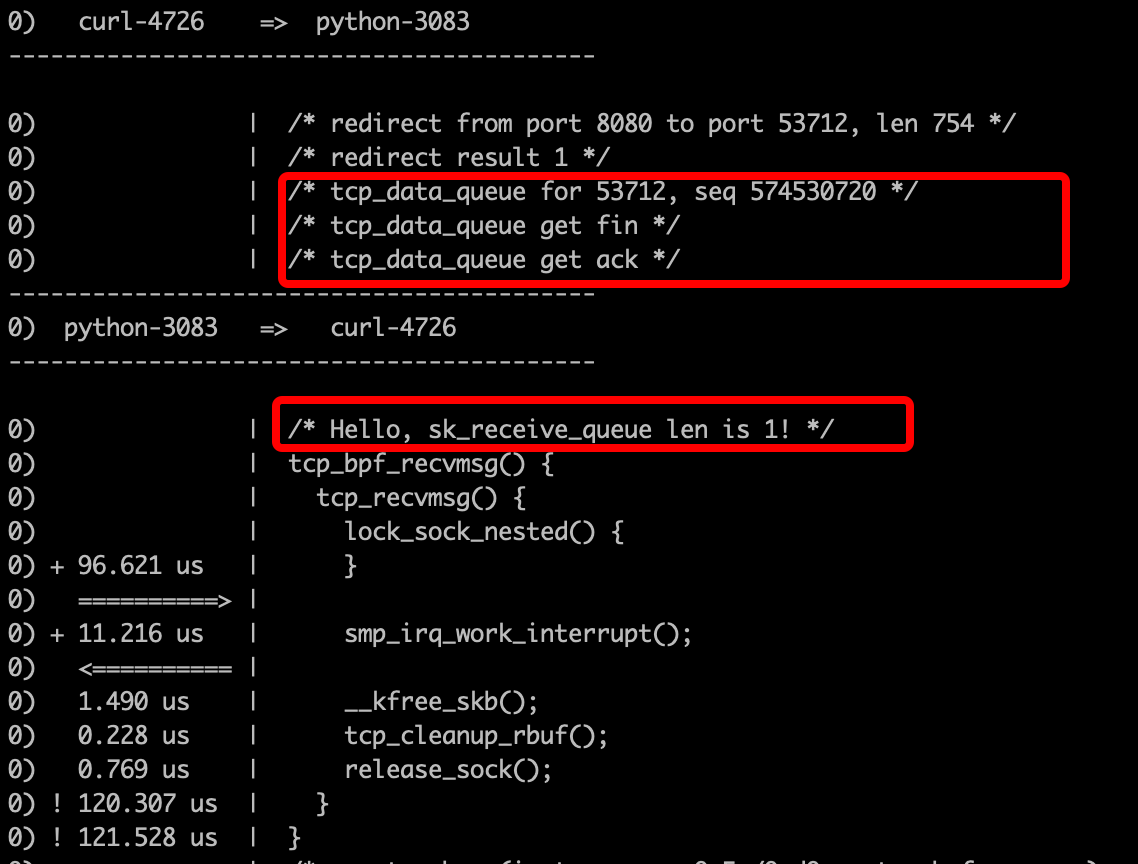 0)   curl-4726    =>  python-3083
------------------------------------------
0)               |  /* redirect from port 8080 to port 53712, len 754 */
0)               |  /* redirect result 1 */
0)               |  /* tcp_data_queue for 53712, seq 574530720 */
0)               |  /* tcp_data_queue get fin */
0)               |  /* tcp_data_queue get ack */
------------------------------------------
0)  python-3083   =>   curl-4726
------------------------------------------
0)               |  /* Hello, sk_receive_queue len is 1! */
0)               |  tcp_bpf_recvmsg() {
0)               |    tcp_recvmsg() {
0)               |      lock_sock_nested() {
0) + 96.621 us   |      }
0)   ==========> |
0) + 11.216 us   |      smp_irq_work_interrupt();
0)   <========== |
0)   1.490 us    |      __kfree_skb();
0)   0.228 us    |      tcp_cleanup_rbuf();
0)   0.769 us    |      release_sock();
0) ! 120.307 us  |    }
0) ! 121.528 us  |  }